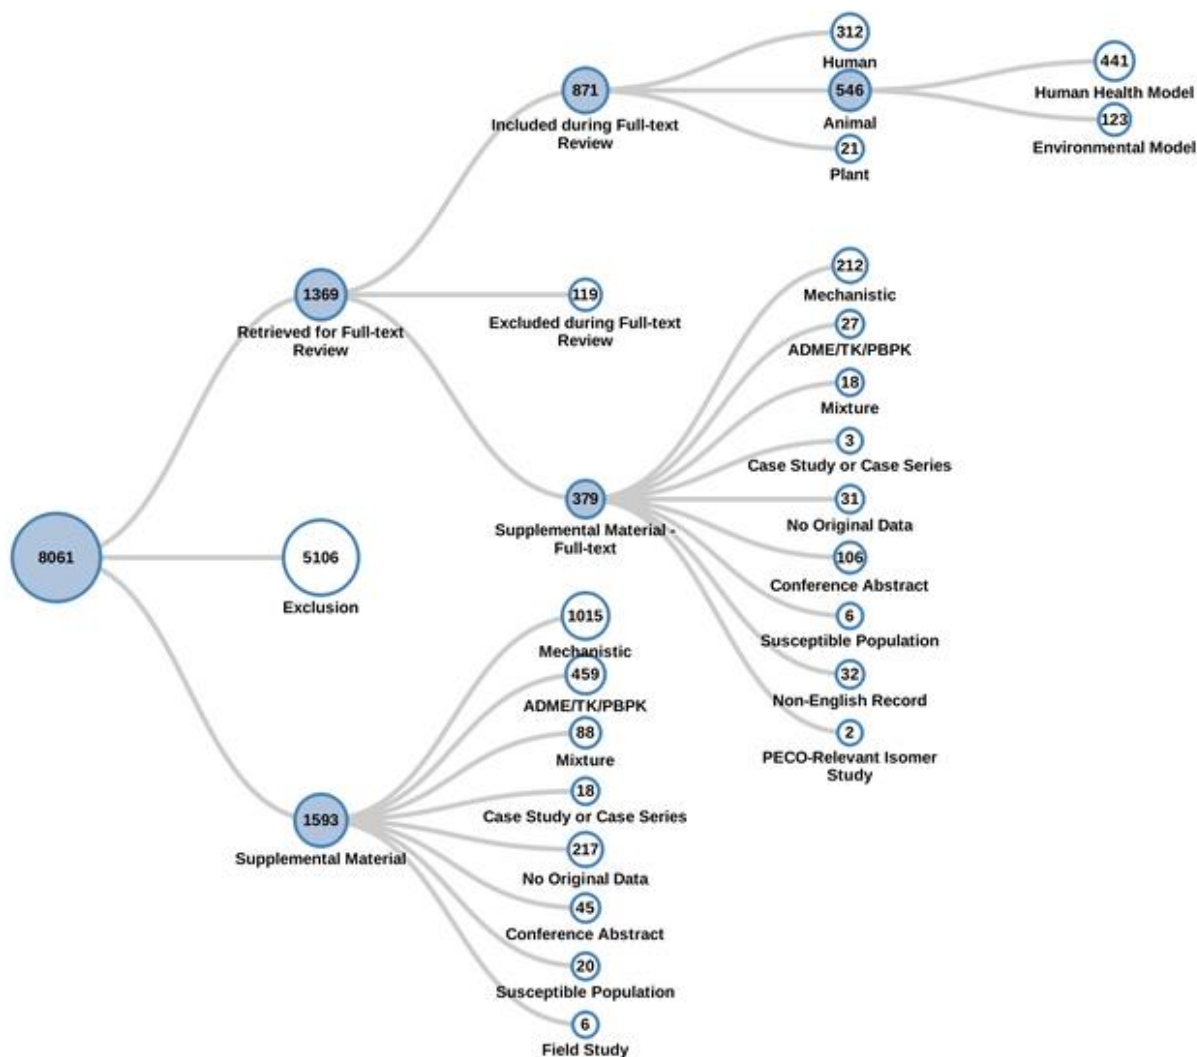 8061
1369
Retrieved for Full-text
Review
871
Included during Full-text
Review
312
Human
546
Animal
441
Human Health Model
123
Environmental Model
21
Plant
119
Excluded during Full-text
Review
379
Supplemental Material -
Full-text
212
Mechanistic
27
ADME/TK/PBPK
18
Mixture
3
Case Study or Case Series
31
No Original Data
106
Conference Abstract
6
Susceptible Population
32
Non-English Record
2
PECO-Relevant Isomer
Study
5106
Exclusion
1593
Supplemental Material
1015
Mechanistic
459
ADME/TK/PBPK
88
Mixture
18
Case Study or Case Series
217
No Original Data
45
Conference Abstract
20
Susceptible Population
6
Field Study